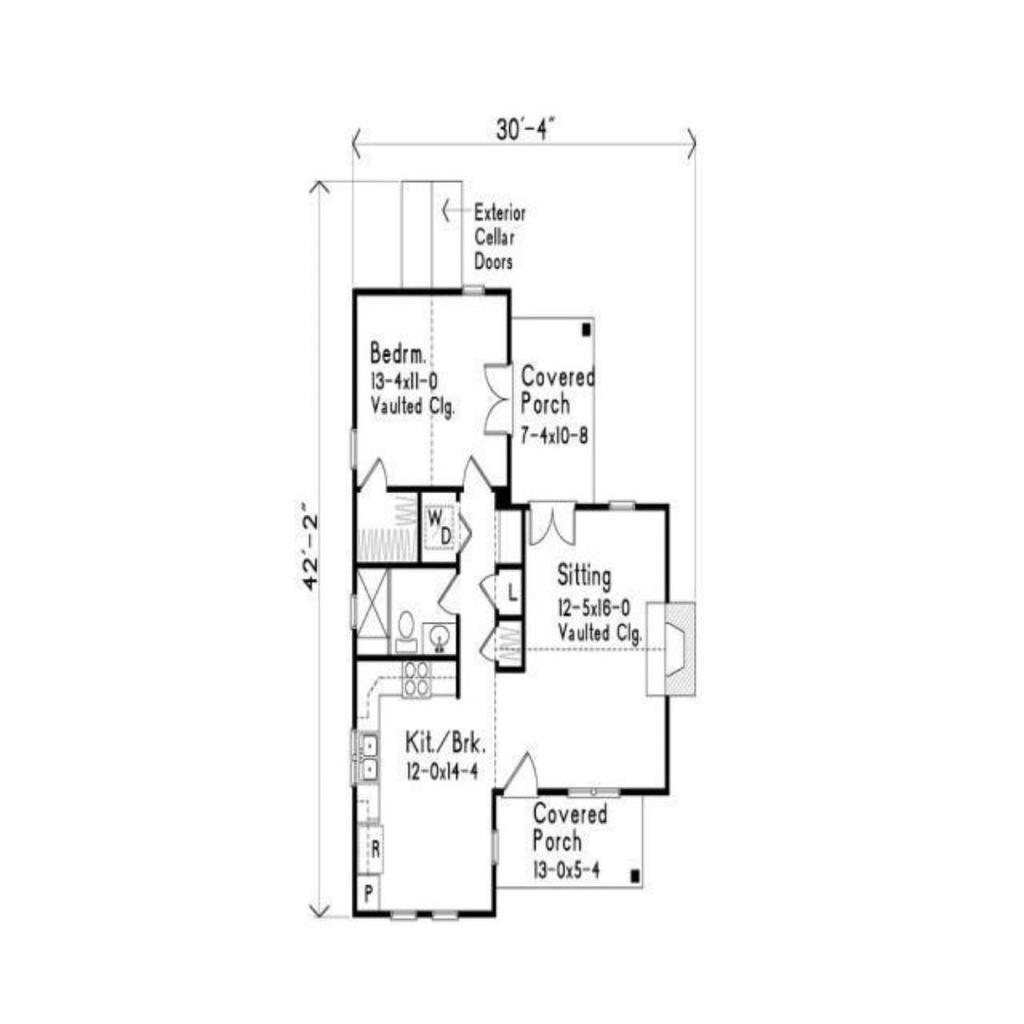 30'-4"
Exterior
Cellar
Doors
Bedrm.
13-4x11-0
Vaulted Clg.
Covered
Porch
7-4x10-8
42'-2"
W
D
L
Sitting
12-5x16-0
Vaulted Clg.
Kit./Brk.
12-0x14-4
Covered
Porch
13-0x5-4
R
P